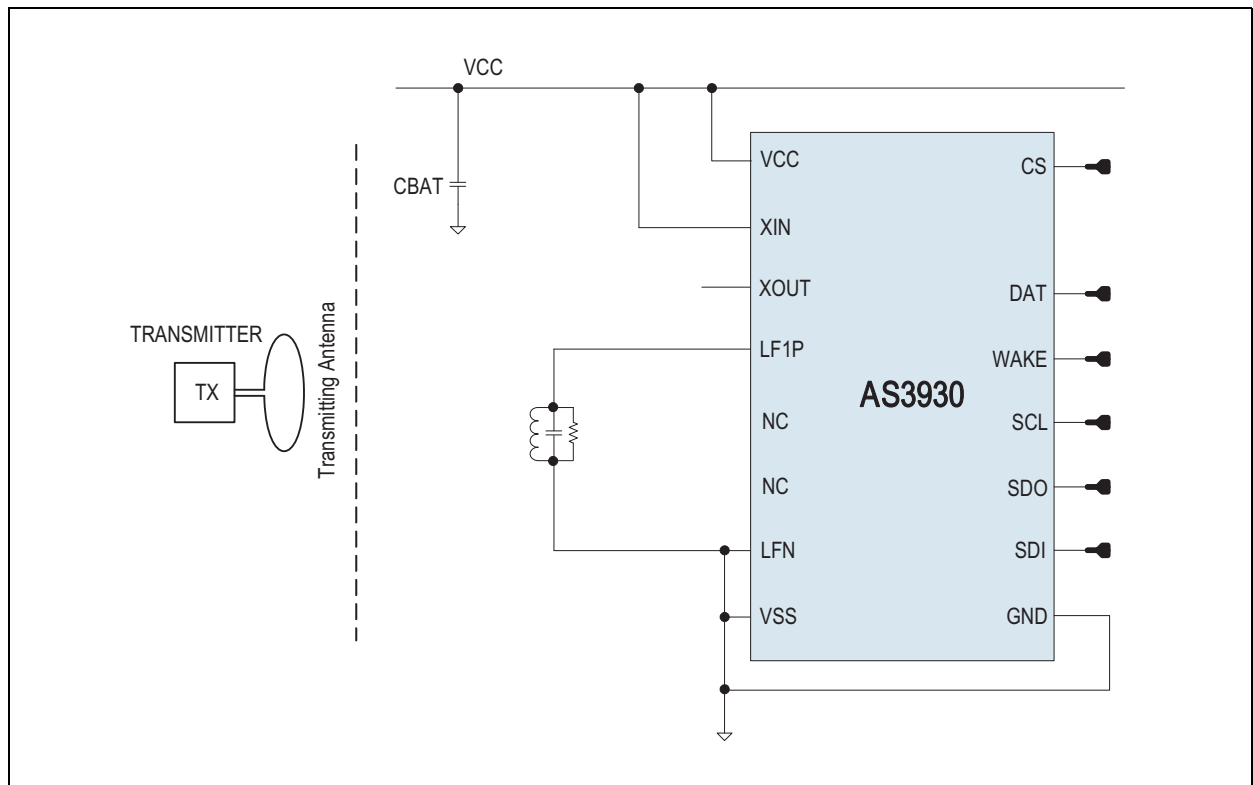 VCC
CBAT
TRANSMITTER
TX
Transmitting Antenna
VCC
XIN
XOUT
LF1P
NC
NC
LFN
VSS
AS3930
CS
DAT
WAKE
SCL
SDO
SDI
GND